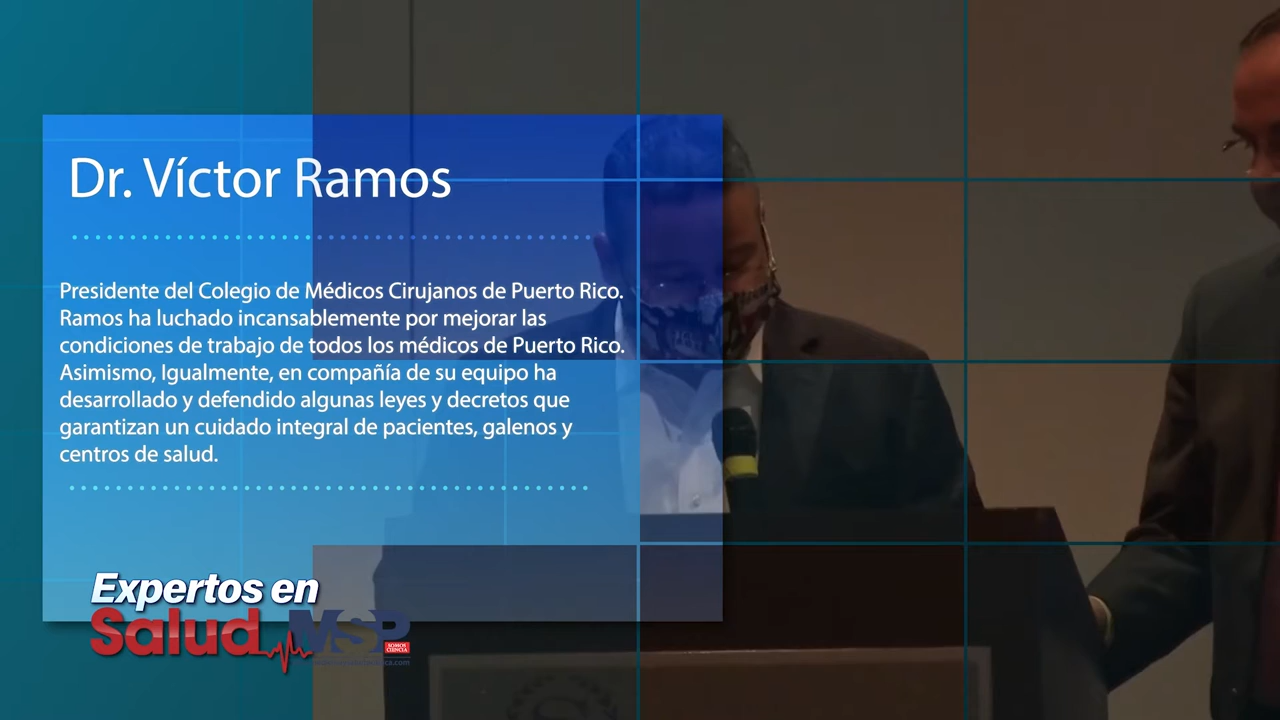 Dr. Víctor Ramos
Presidente del Colegio de Médicos Cirujanos de Puerto Rico.
Ramos ha luchado incansablemente por mejorar las
condiciones de trabajo de todos los médicos de Puerto Rico.
Asimismo, Igualmente, en compañía de su equipo ha
desarrollado y defendido algunas leyes y decretos que
garantizan un cuidado integral de pacientes, galenos y
centros de salud.
Expertos en
Salud MSP
SOMOS
CIENCIA